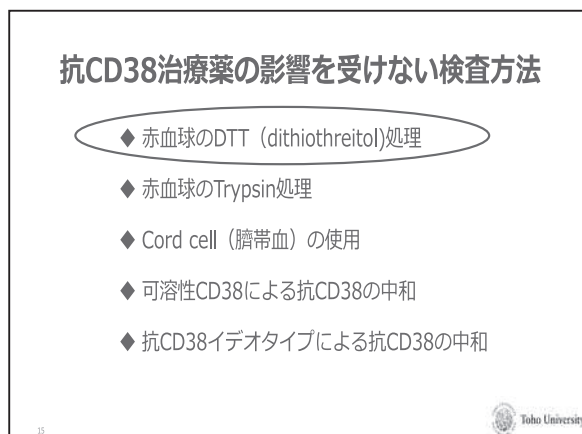 抗CD38治療薬の影響を受けない検査方法
◆ 赤血球のDTT（dithiothreitol)処理
◆ 赤血球のTrypsin処理
◆ Cord cell（臍帯血）の使用
◆ 可溶性CD38による抗CD38の中和
◆ 抗CD38イデオタイプによる抗CD38の中和
15
Toho University